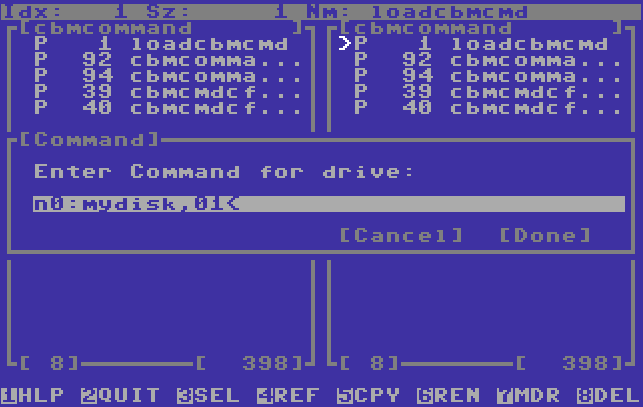 Idx: 1 Sz: 1 Nm: loadcbmcmd
[cbmcommand ] [cbmcommand ]
P 1 loadcbmcmd >P 1 loadcbmcmd
P 92 cbmcomma... P 92 cbmcomma...
P 94 cbmcomma... P 94 cbmcomma...
P 39 cbmcmdcf... P 39 cbmcmdcf...
P 40 cbmcmdcf... P 40 cbmcmdcf...
[Command]
Enter Command for drive:
n0:mydisk,01<
[Cancel] [Done]
[ 8] [ 398] [ 8] [ 398]
1HLP 2QUIT 3SEL 4REF 5CPY 6REN 7MDR 8DEL